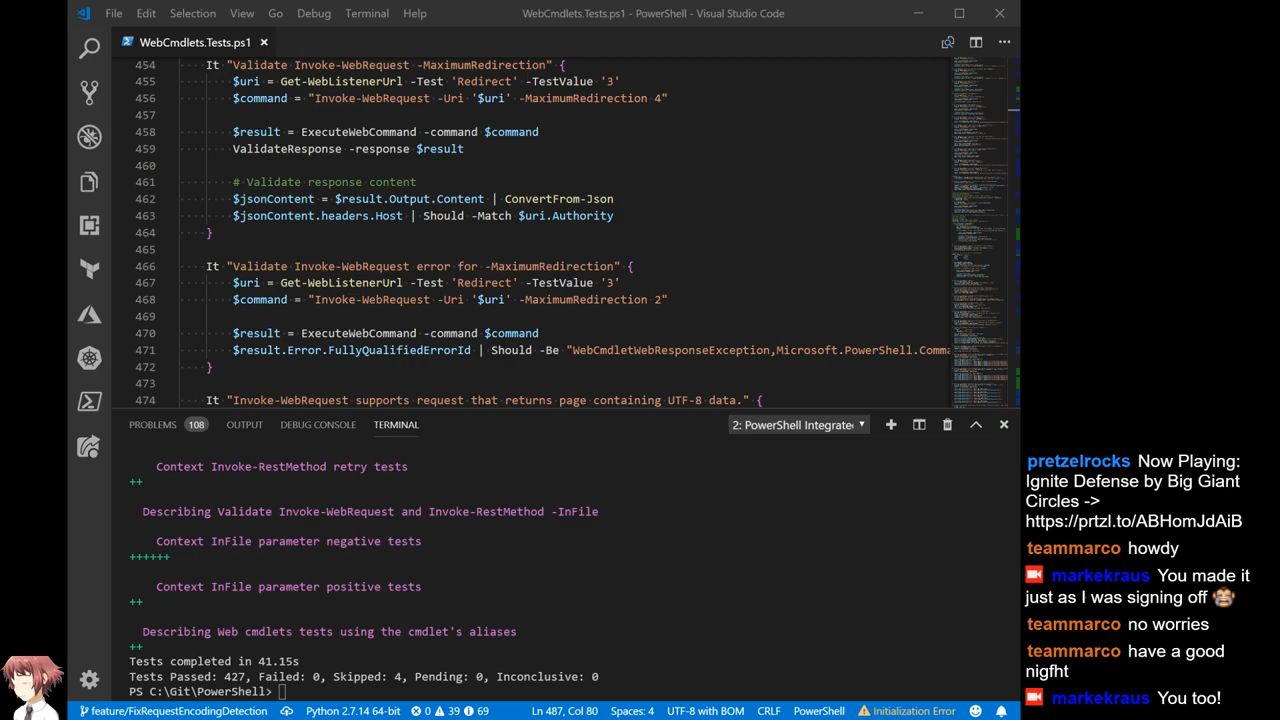 File Edit Selection View Go Debug Terminal Help WebCmdlets.Tests.ps1 - PowerShell - Visual Studio Code
WebCmdlets.Tests.ps1
454 It "Validate Invoke-WebRequest -MaximumRedirection" {
455 $uri = Get-WebListenerUrl -Test 'Redirect' -TestValue '3'
456 $command = "Invoke-WebRequest -Uri '$uri' -MaximumRedirection 4"
457
458 $result = ExecuteWebCommand -command $command
459 ValidateResponse -response $result
460
461 # Validate response content
462 $jsonContent = $result.Output.Content | ConvertFrom-Json
463 $jsonContent.headers.Host | Should -Match $uri.Authority
464 }
465
466 It "Validate Invoke-WebRequest error for -MaximumRedirection" {
467 $uri = Get-WebListenerUrl -Test 'Redirect' -TestValue '3'
468 $command = "Invoke-WebRequest -Uri '$uri' -MaximumRedirection 2"
469
470 $result = ExecuteWebCommand -command $command
471 $result.Error.FullyQualifiedErrorId | Should -Be "WebCmdletWebResponseException,Microsoft.PowerShell.Comma
472 }
473
474 It "Invoke-WebRequest supports request that returns page containing UTF-8 data." {
PROBLEMS 108 OUTPUT DEBUG CONSOLE TERMINAL 2: PowerShell Integrate
Context Invoke-RestMethod retry tests
++
Describing Validate Invoke-WebRequest and Invoke-RestMethod -InFile
Context InFile parameter negative tests
++++++
Context InFile parameter positive tests
++
Describing Web cmdlets tests using the cmdlet's aliases
++
Tests completed in 41.15s
Tests Passed: 427, Failed: 0, Skipped: 4, Pending: 0, Inconclusive: 0
PS C:\Git\PowerShell>
feature/FixRequestEncodingDetection Python 2.7.14 64-bit 0 39 69 Ln 487, Col 80 Spaces: 4 UTF-8 with BOM CRLF PowerShell Initialization Error
pretzelrocks Now Playing:
Ignite Defense by Big Giant
Circles ->
https://prtzl.to/ABHomJdAiB
teammarco howdy
markekraus You made it
just as I was signing off
teammarco no worries
teammarco have a good
nigfht
markekraus You too!